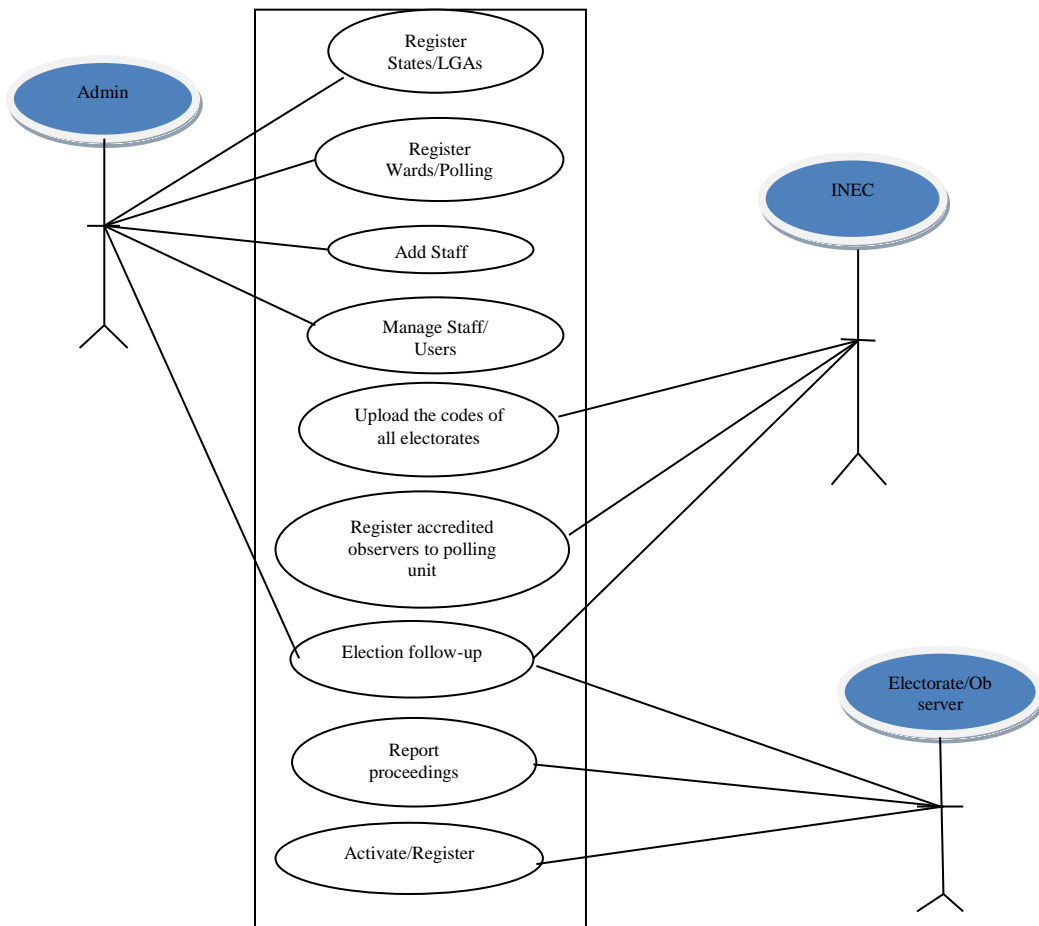 Register
States/LGAs
Admin
Register
Wards/Polling
INEC
Add Staff
Manage Staff/
Users
Upload the codes of
all electorates
Register accredited
observers to polling
unit
Election follow-up
Electorate/Ob
server
Report
proceedings
Activate/Register